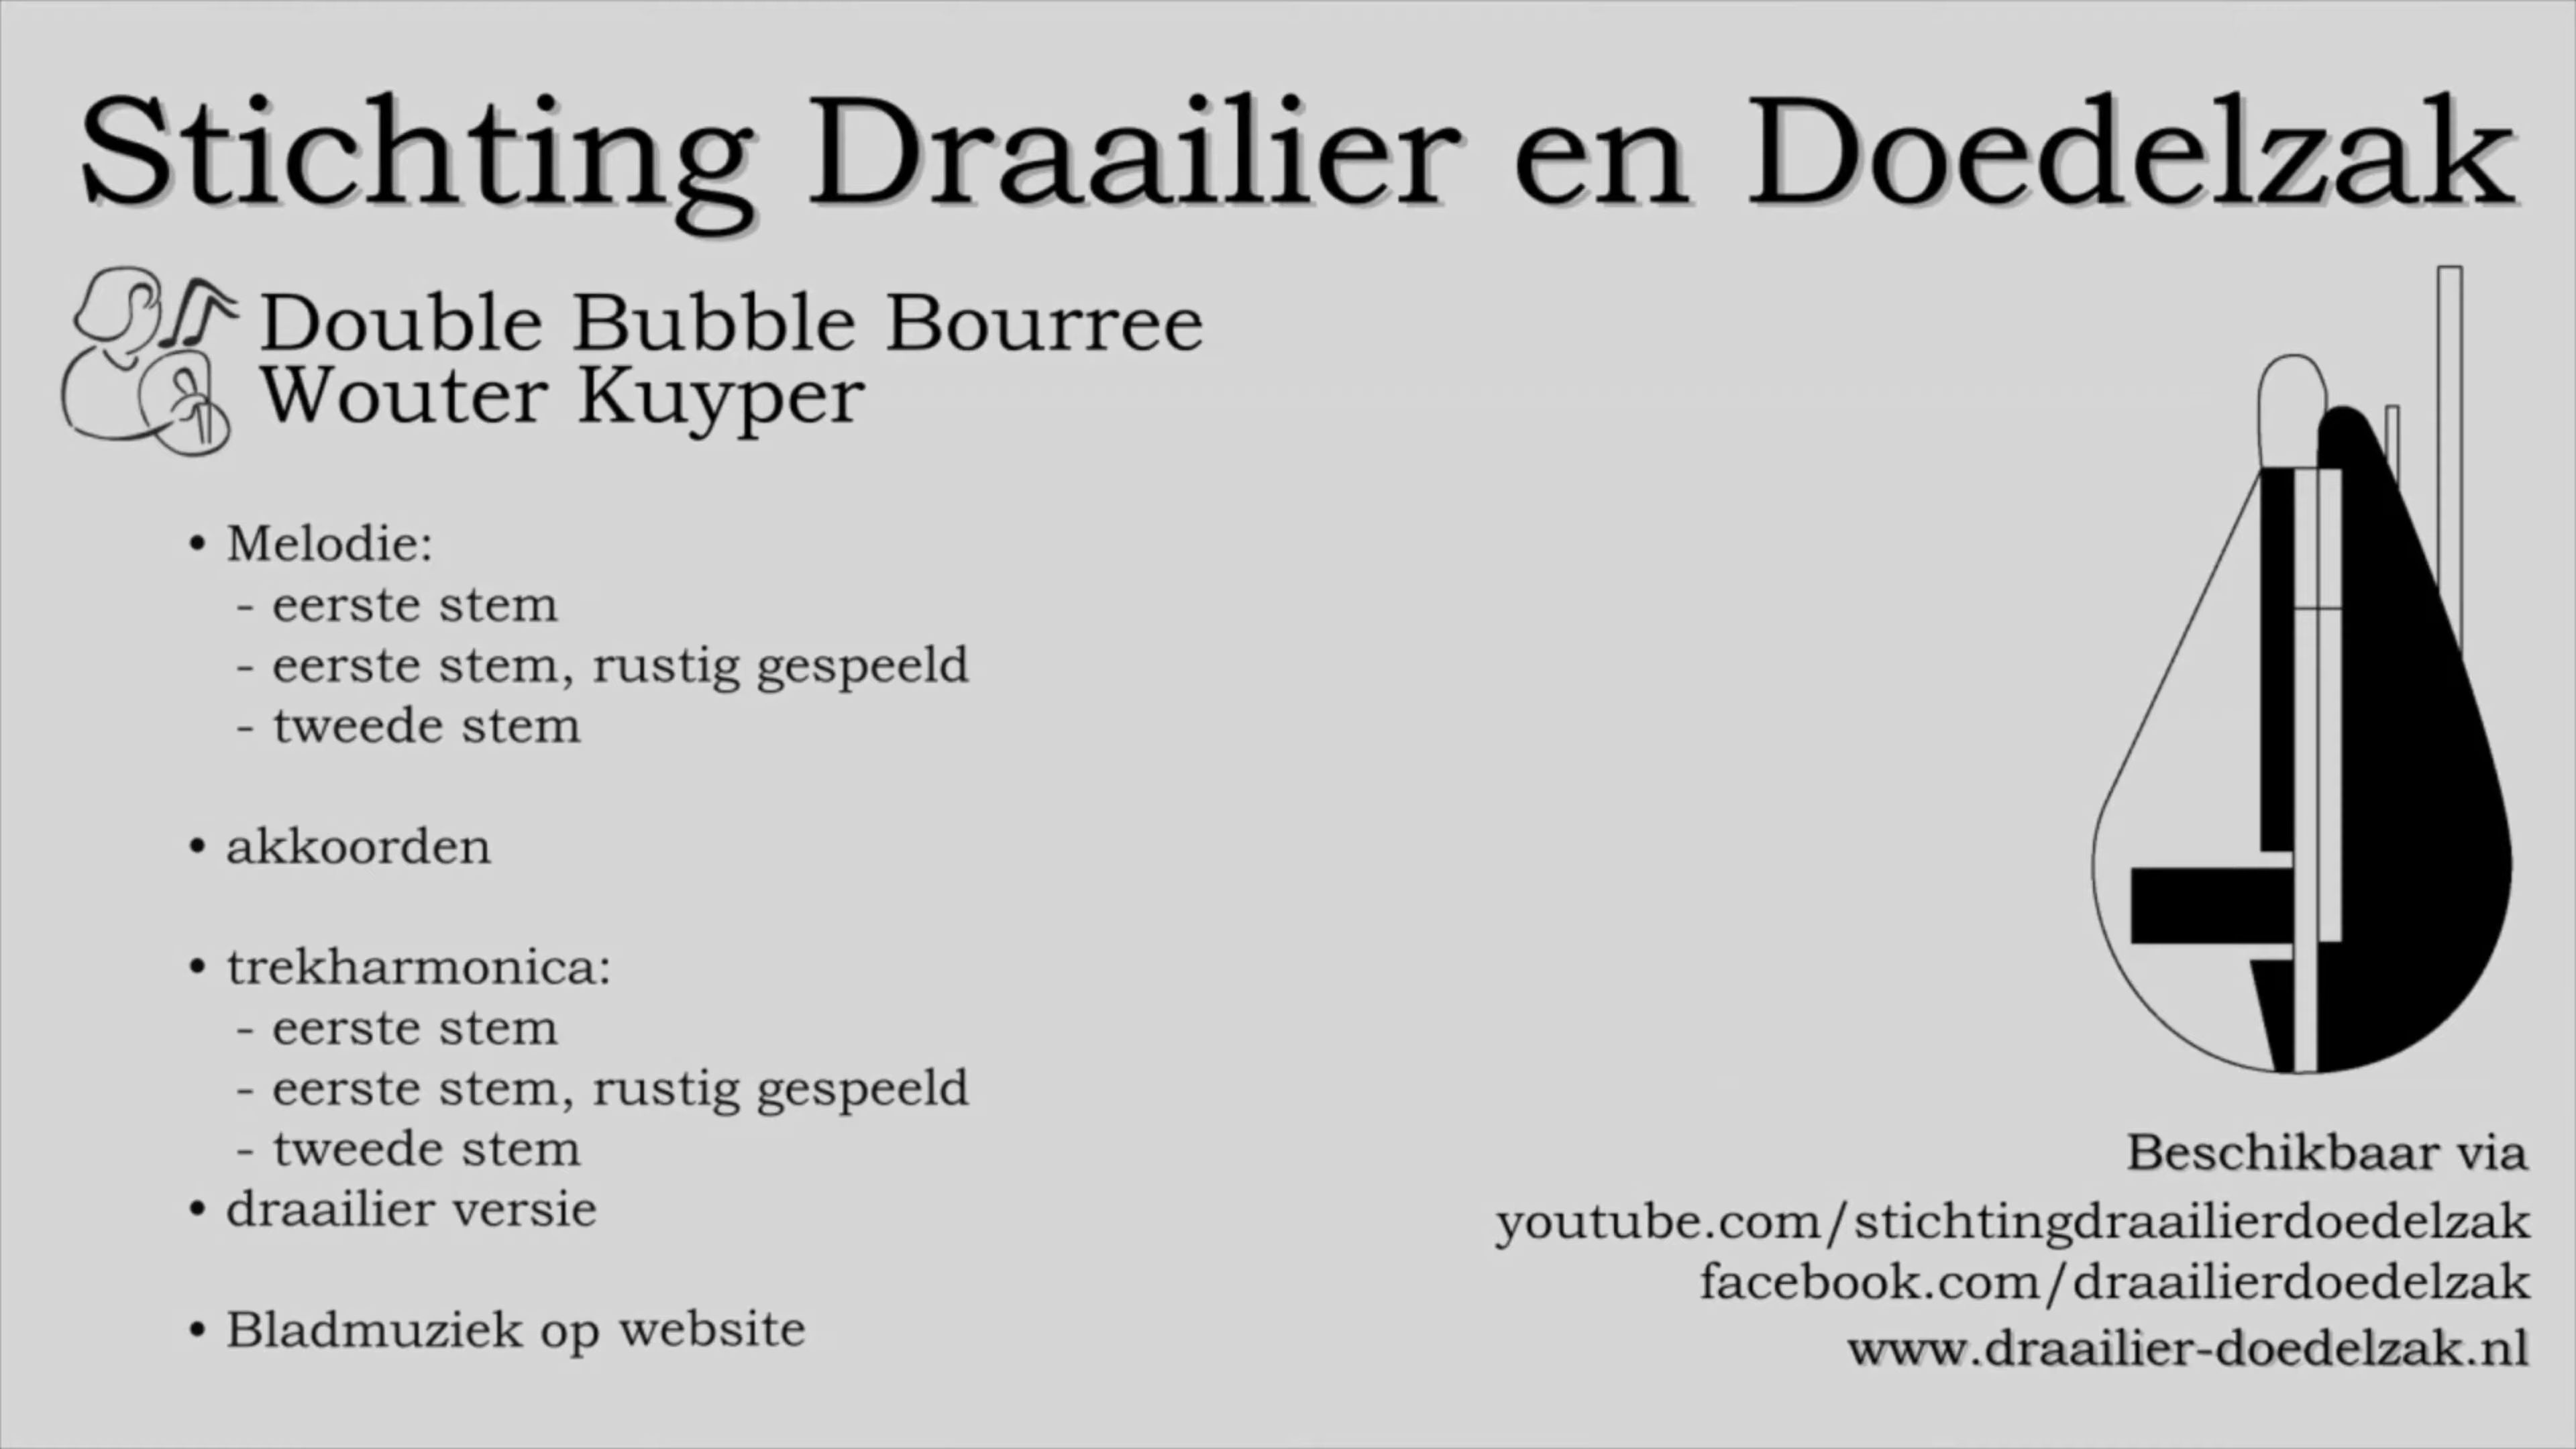 Stichting Draailier en Doedelzak
Double Bubble Bourree
Wouter Kuyper
• Melodie:
- eerste stem
- eerste stem, rustig gespeeld
- tweede stem
• akkoorden
• trekharmonica:
- eerste stem
- eerste stem, rustig gespeeld
- tweede stem
• draailier versie
• Bladmuziek op website
Beschikbaar via
youtube.com/stichtingdraailierdoedelzak
facebook.com/draailierdoedelzak
www.draailier-doedelzak.nl